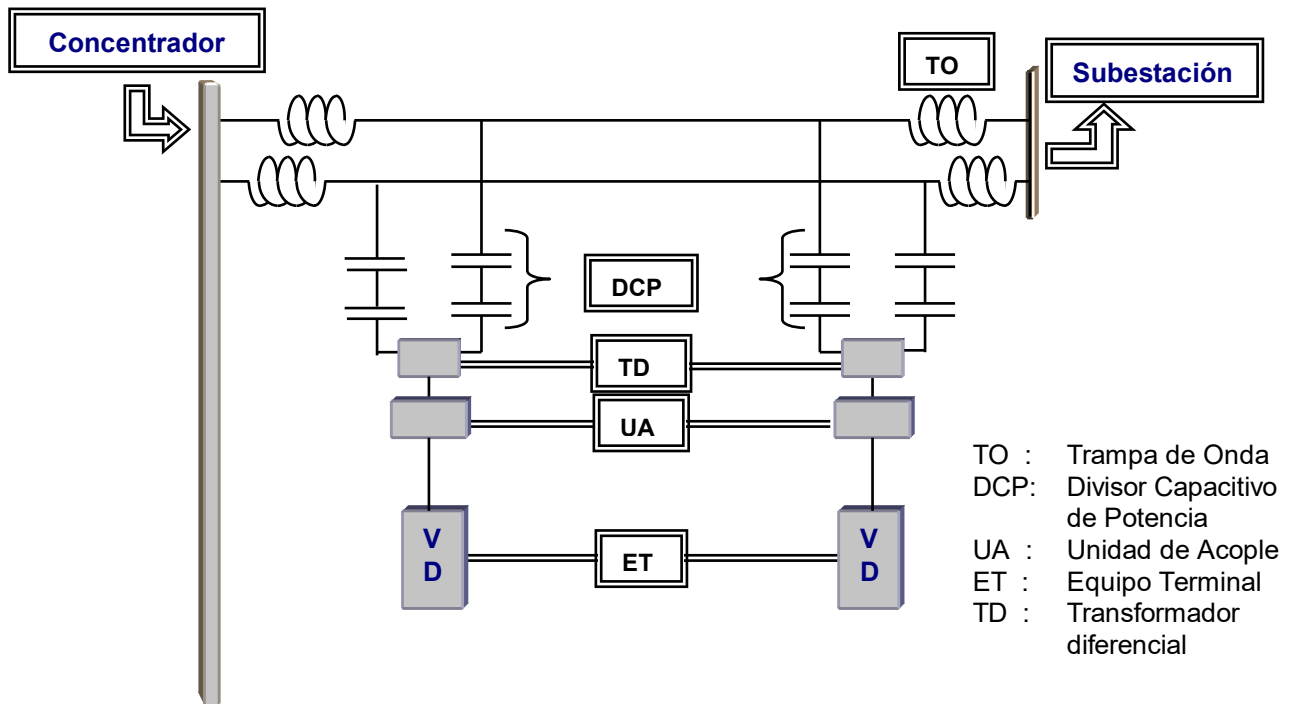 Concentrador
TO
Subestación
DCP
TD
UA
V
D
ET
V
D
TO : Trampa de Onda
DCP: Divisor Capacitivo
de Potencia
UA : Unidad de Acople
ET : Equipo Terminal
TD : Transformador
diferencial